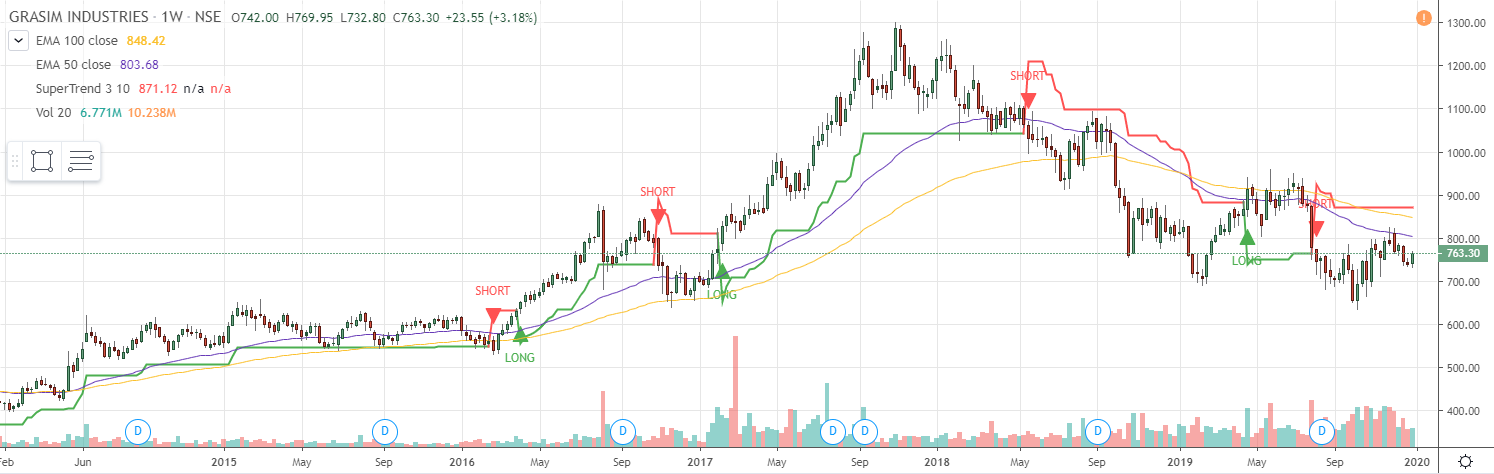 GRASIM INDUSTRIES · 1W · NSE O742.00 H769.95 L732.80 C763.30 +23.55 (+3.18%)
EMA 100 close 848.42
EMA 50 close 803.68
SuperTrend 3 10 871.12 n/a n/a
Vol 20 6.771M 10.238M
SHORT
LONG
SHORT
LONG
SHORT
LONG
SHORT
D
D
D
D
D
D
D
1300.00
1200.00
1100.00
1000.00
900.00
800.00
763.30
700.00
600.00
500.00
400.00
Feb Jun 2015 May Sep 2016 May Sep 2017 May Sep 2018 May Sep 2019 May Sep 2020